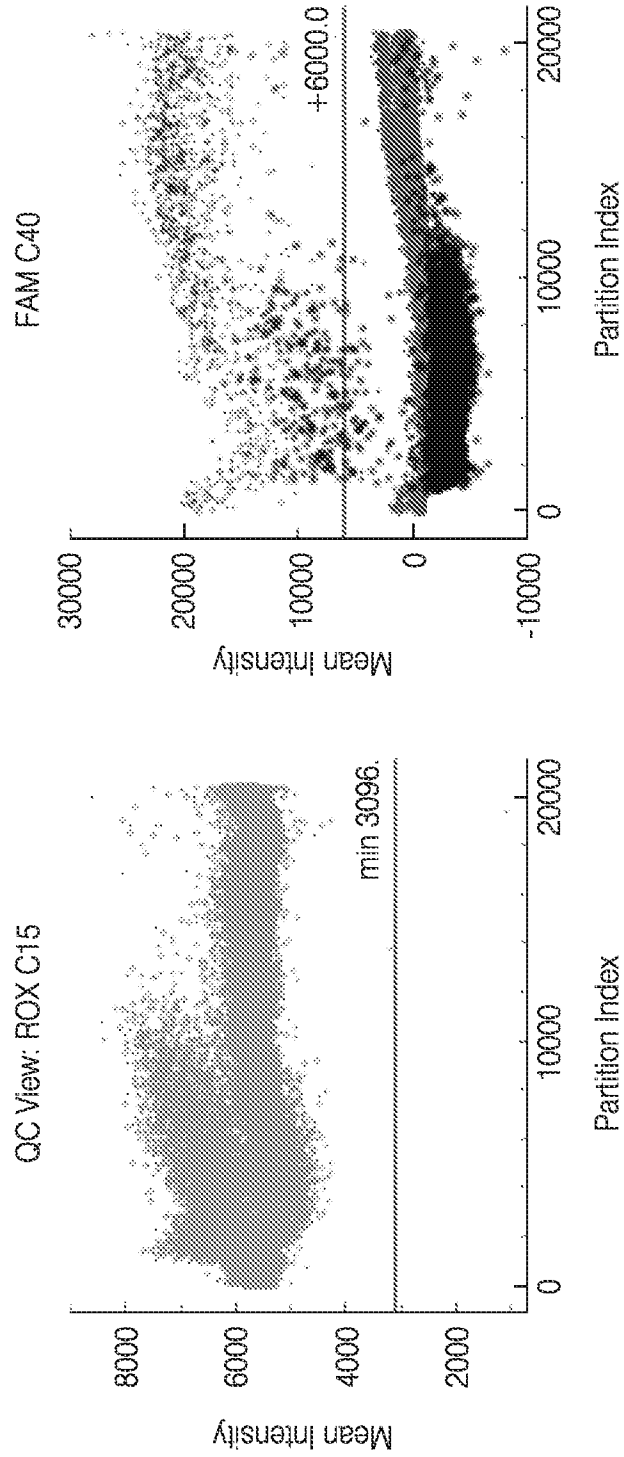 QC View: ROX C15
Mean Intensity
8000
6000
4000
2000
min 3096.
0
10000
20000
Partition Index
FAM C40
Mean Intensity
30000
20000
10000
0
-10000
+6000.0
0
10000
20000
Partition Index